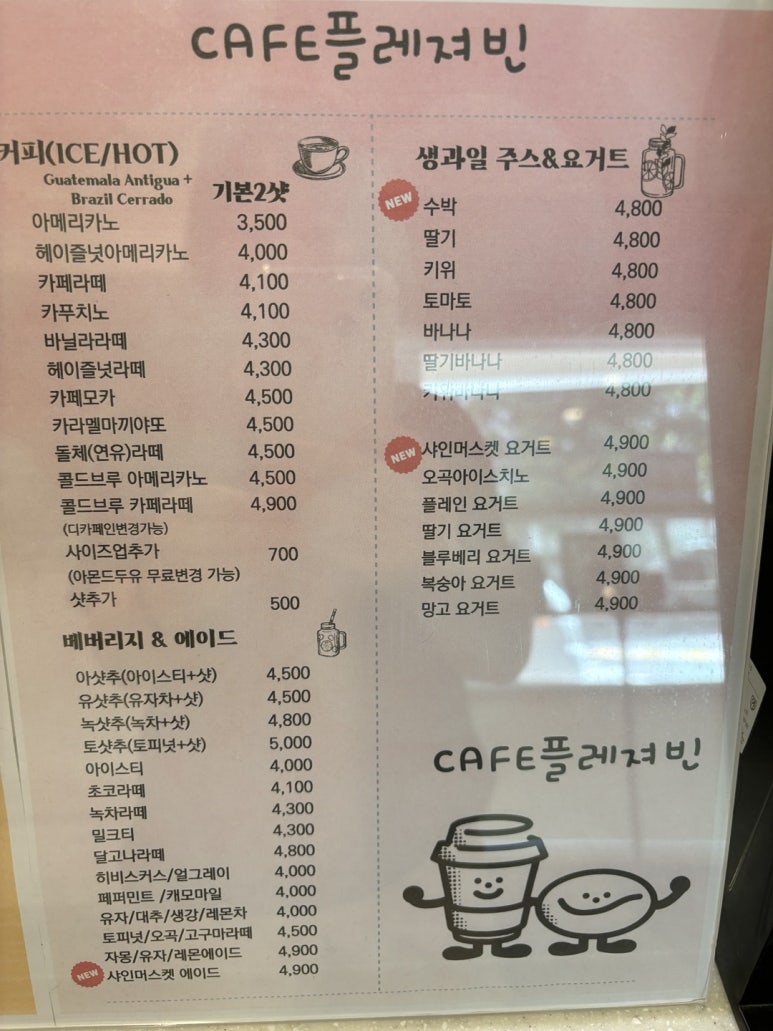 CAFE플레져빈
커피(ICE/HOT)
Guatemala Antigua +
Brazil Cerrado
기본2샷
아메리카노 3,500
헤이즐넛아메리카노 4,000
카페라떼 4,100
카푸치노 4,100
바닐라라떼 4,300
헤이즐넛라떼 4,300
카페모카 4,500
카라멜마끼야또 4,500
돌체(연유)라떼 4,500
콜드브루 아메리카노 4,500
콜드브루 카페라떼 4,900
(디카페인변경가능)
사이즈업추가 700
(아몬드두유 무료변경 가능)
샷추가 500
베버리지 & 에이드
아샷추(아이스티+샷) 4,500
유샷추(유자차+샷) 4,500
녹샷추(녹차+샷) 4,800
토샷추(토피넛+샷) 5,000
아이스티 4,000
초코라떼 4,100
녹차라떼 4,300
밀크티 4,300
달고나라떼 4,800
히비스커스/얼그레이 4,000
페퍼민트 /캐모마일 4,000
유자/대추/생강/레몬차 4,000
토피넛/오곡/고구마라떼 4,500
자몽/유자/레몬에이드 4,900
NEW 샤인머스켓 에이드 4,900
생과일 주스&요거트
NEW 수박 4,800
딸기 4,800
키위 4,800
토마토 4,800
바나나 4,800
딸기바나나 4,800
키위바나나 4,800
NEW 샤인머스켓 요거트 4,900
오곡아이스치노 4,900
플레인 요거트 4,900
딸기 요거트 4,900
블루베리 요거트 4,900
복숭아 요거트 4,900
망고 요거트 4,900
CAFE플레져빈